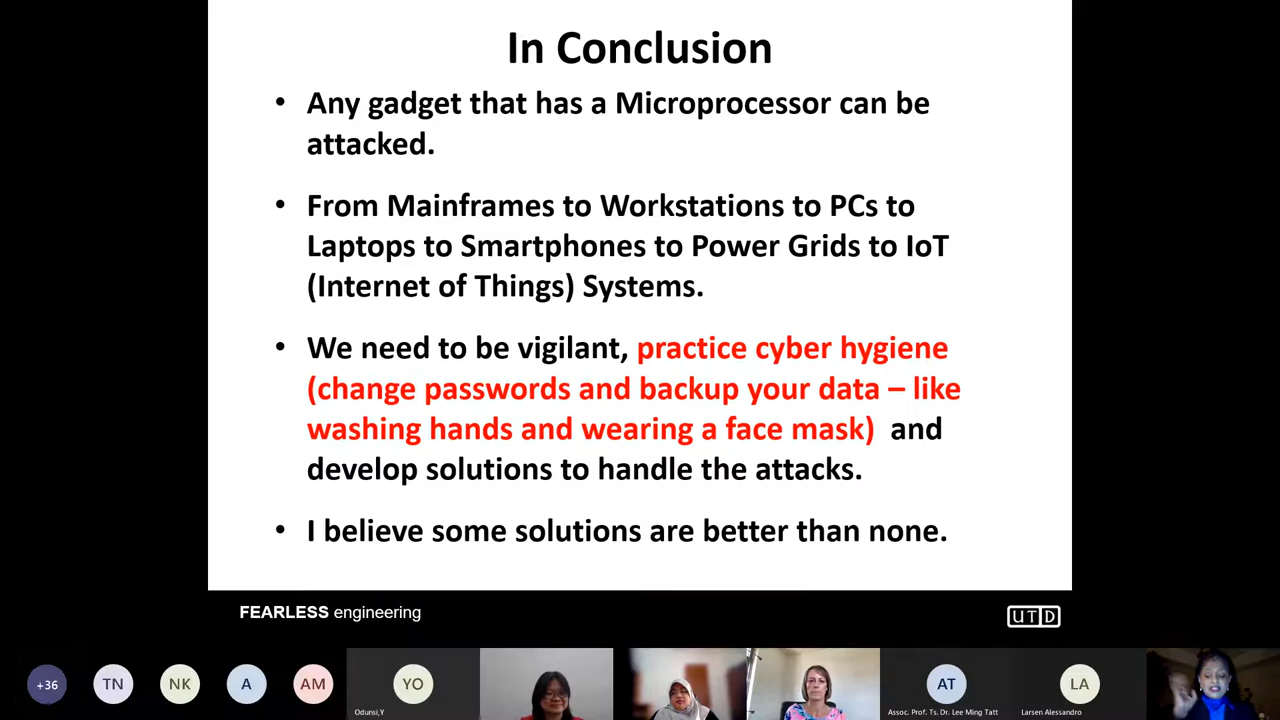 In Conclusion
• Any gadget that has a Microprocessor can be
attacked.
• From Mainframes to Workstations to PCs to
Laptops to Smartphones to Power Grids to IoT
(Internet of Things) Systems.
• We need to be vigilant, practice cyber hygiene
(change passwords and backup your data – like
washing hands and wearing a face mask) and
develop solutions to handle the attacks.
• I believe some solutions are better than none.
FEARLESS engineering
UTD
+36
TN
NK
A
AM
YO
AT
LA
Odunsi,Y
Assoc. Prof. Ts. Dr. Lee Ming Tatt
Larsen Alessandro